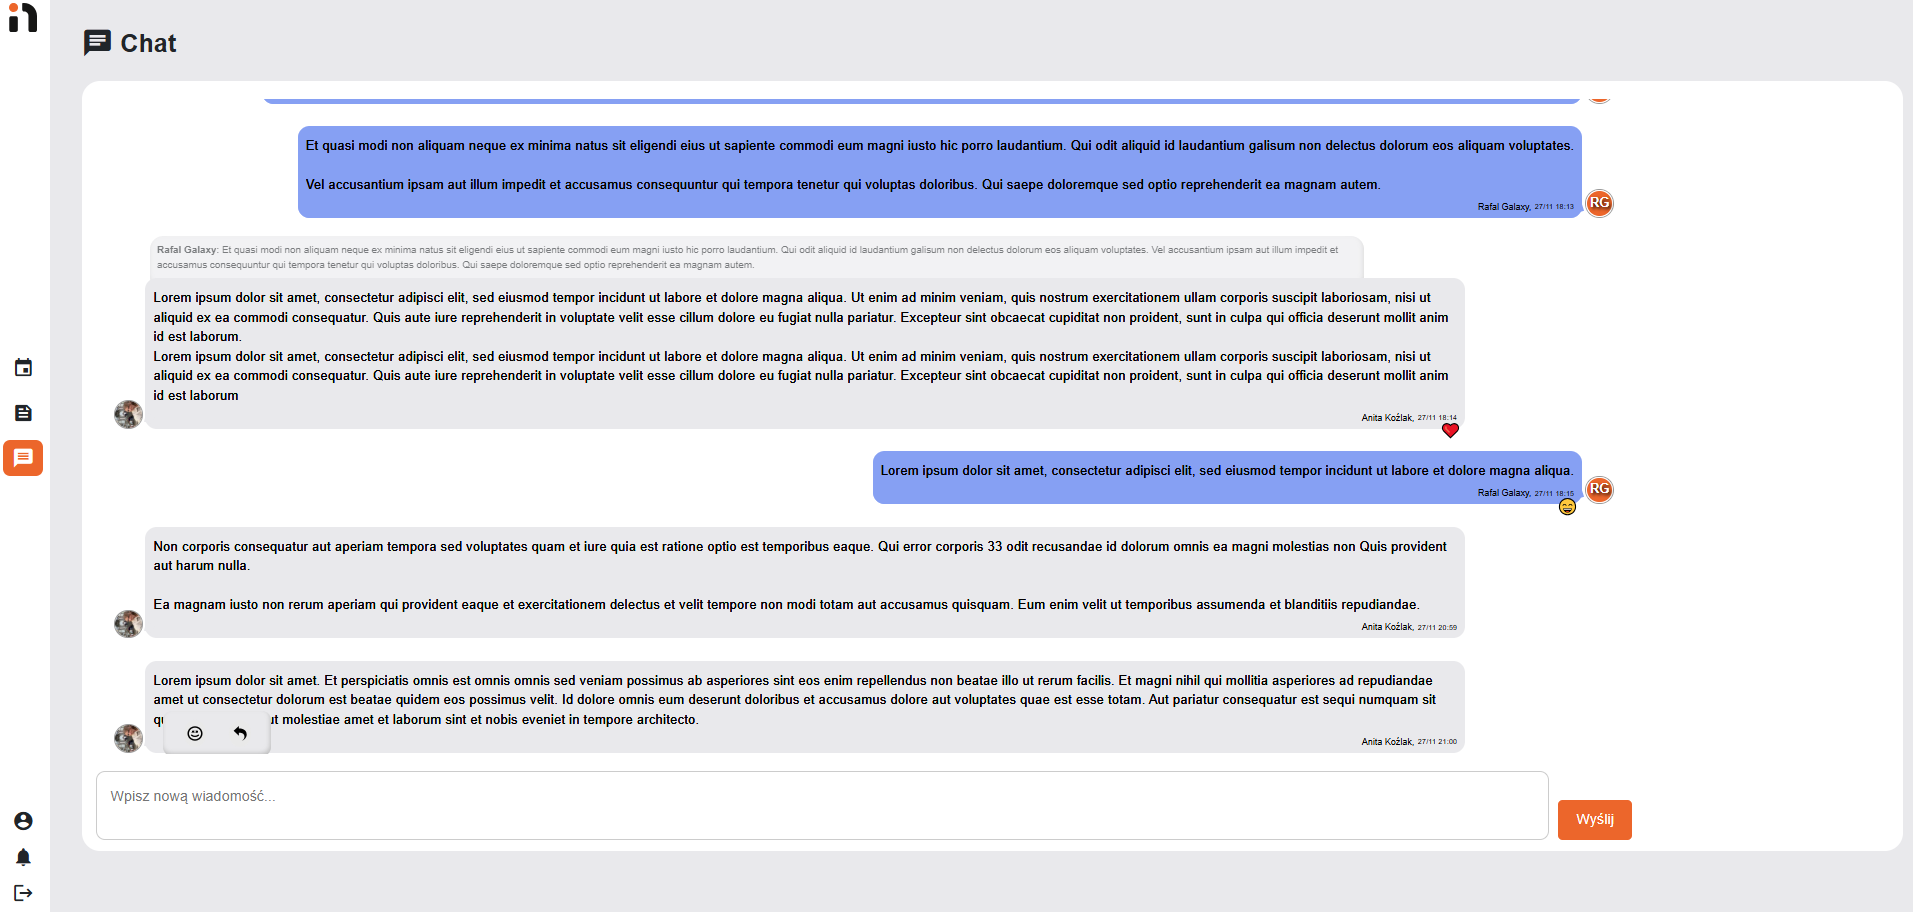 Chat
Et quasi modi non aliquam neque ex minima natus sit eligendi eius ut sapiente commodi eum magni iusto hic porro laudantium. Qui odit aliquid id laudantium galisum non delectus dolorum eos aliquam voluptates.
Vel accusantium ipsam aut illum impedit et accusamus consequuntur qui tempora tenetur qui voluptas doloribus. Qui saepe doloremque sed optio reprehenderit ea magnam autem.
Rafal Galaxy, 27/11 18:13
RG
Rafal Galaxy: Et quasi modi non aliquam neque ex minima natus sit eligendi eius ut sapiente commodi eum magni iusto hic porro laudantium. Qui odit aliquid id laudantium galisum non delectus dolorum eos aliquam voluptates. Vel accusantium ipsam aut illum impedit et
accusamus consequuntur qui tempora tenetur qui voluptas doloribus. Qui saepe doloremque sed optio reprehenderit ea magnam autem.
Lorem ipsum dolor sit amet, consectetur adipisci elit, sed eiusmod tempor incidunt ut labore et dolore magna aliqua. Ut enim ad minim veniam, quis nostrum exercitationem ullam corporis suscipit laboriosam, nisi ut
aliquid ex ea commodi consequatur. Quis aute iure reprehenderit in voluptate velit esse cillum dolore eu fugiat nulla pariatur. Excepteur sint obcaecat cupiditat non proident, sunt in culpa qui officia deserunt mollit anim
id est laborum.
Lorem ipsum dolor sit amet, consectetur adipisci elit, sed eiusmod tempor incidunt ut labore et dolore magna aliqua. Ut enim ad minim veniam, quis nostrum exercitationem ullam corporis suscipit laboriosam, nisi ut
aliquid ex ea commodi consequatur. Quis aute iure reprehenderit in voluptate velit esse cillum dolore eu fugiat nulla pariatur. Excepteur sint obcaecat cupiditat non proident, sunt in culpa qui officia deserunt mollit anim
id est laborum
Anita Koźlak, 27/11 18:14
Lorem ipsum dolor sit amet, consectetur adipisci elit, sed eiusmod tempor incidunt ut labore et dolore magna aliqua.
Rafal Galaxy, 27/11 18:15
RG
Non corporis consequatur aut aperiam tempora sed voluptates quam et iure quia est ratione optio est temporibus eaque. Qui error corporis 33 odit recusandae id dolorum omnis ea magni molestias non Quis provident
aut harum nulla.
Ea magnam iusto non rerum aperiam qui provident eaque et exercitationem delectus et velit tempore non modi totam aut accusamus quisquam. Eum enim velit ut temporibus assumenda et blanditiis repudiandae.
Anita Koźlak, 27/11 20:59
Lorem ipsum dolor sit amet. Et perspiciatis omnis est omnis omnis sed veniam possimus ab asperiores sint eos enim repellendus non beatae illo ut rerum facilis. Et magni nihil qui mollitia asperiores ad repudiandae
amet ut consectetur dolorum est beatae quidem eos possimus velit. Id dolore omnis eum deserunt doloribus et accusamus dolore aut voluptates quae est esse totam. Aut pariatur consequatur est sequi numquam sit
molestiae amet et laborum sint et nobis eveniet in tempore architecto.
Anita Koźlak, 27/11 21:00
Wpisz nową wiadomość...
Wyślij